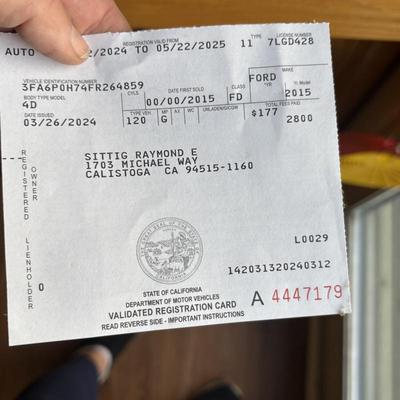 REGISTRATION VALID FROM TYPE LICENSE NUMBER
AUTO 2/2024 TO 05/22/2025 11 7LGD428
VEHICLE IDENTIFICATION NUMBER MAKE
3FA6P0H74FR264859 FORD
BODY TYPE MODEL CYLS DATE FIRST SOLD CLASS YR YR. Model
4D 00/00/2015 FD 2015
DATE ISSUED TYPE VEH MP AX WC UNLADEN/GCGW TOTAL FEES PAID
03/26/2024 120 G $177 2800
SITTIG RAYMOND E
1703 MICHAEL WAY
CALISTOGA CA 94515-1160
REGISTERED OWNER
LIENHOLDER
0
L0029
142031320240312
STATE OF CALIFORNIA
DEPARTMENT OF MOTOR VEHICLES
VALIDATED REGISTRATION CARD
READ REVERSE SIDE - IMPORTANT INSTRUCTIONS
A 4447179